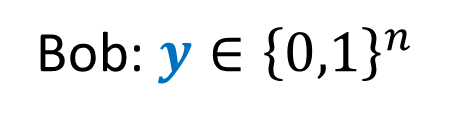 Bob: y ∈ {0,1}ⁿ